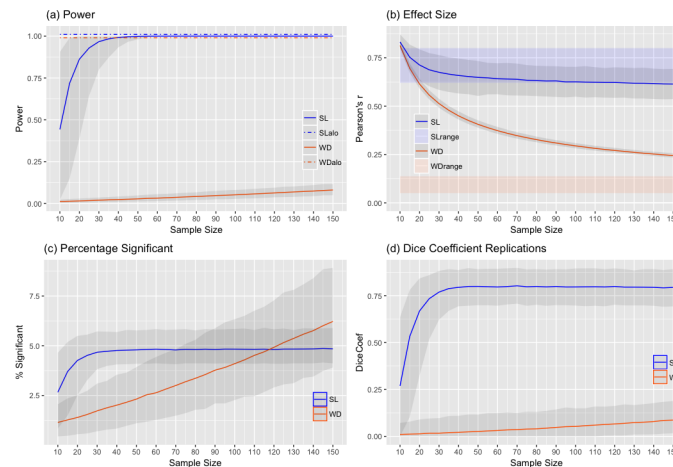 (a) Power
1.00
0.75
0.50
0.25
0.00
Power
10 20 30 40 50 60 70 80 90 100 110 120 130 140 150
Sample Size
SL
SLalo
WD
WDalo
(b) Effect Size
0.75
0.50
0.25
0.00
Pearson's r
10 20 30 40 50 60 70 80 90 100 110 120 130 140 150
Sample Size
SL
SLrange
WD
WDrange
(c) Percentage Significant
7.5
5.0
2.5
% Significant
10 20 30 40 50 60 70 80 90 100 110 120 130 140 150
Sample Size
SL
WD
(d) Dice Coefficient Replications
0.75
0.50
0.25
0.00
DiceCoef
10 20 30 40 50 60 70 80 90 100 110 120 130 140 150
Sample Size